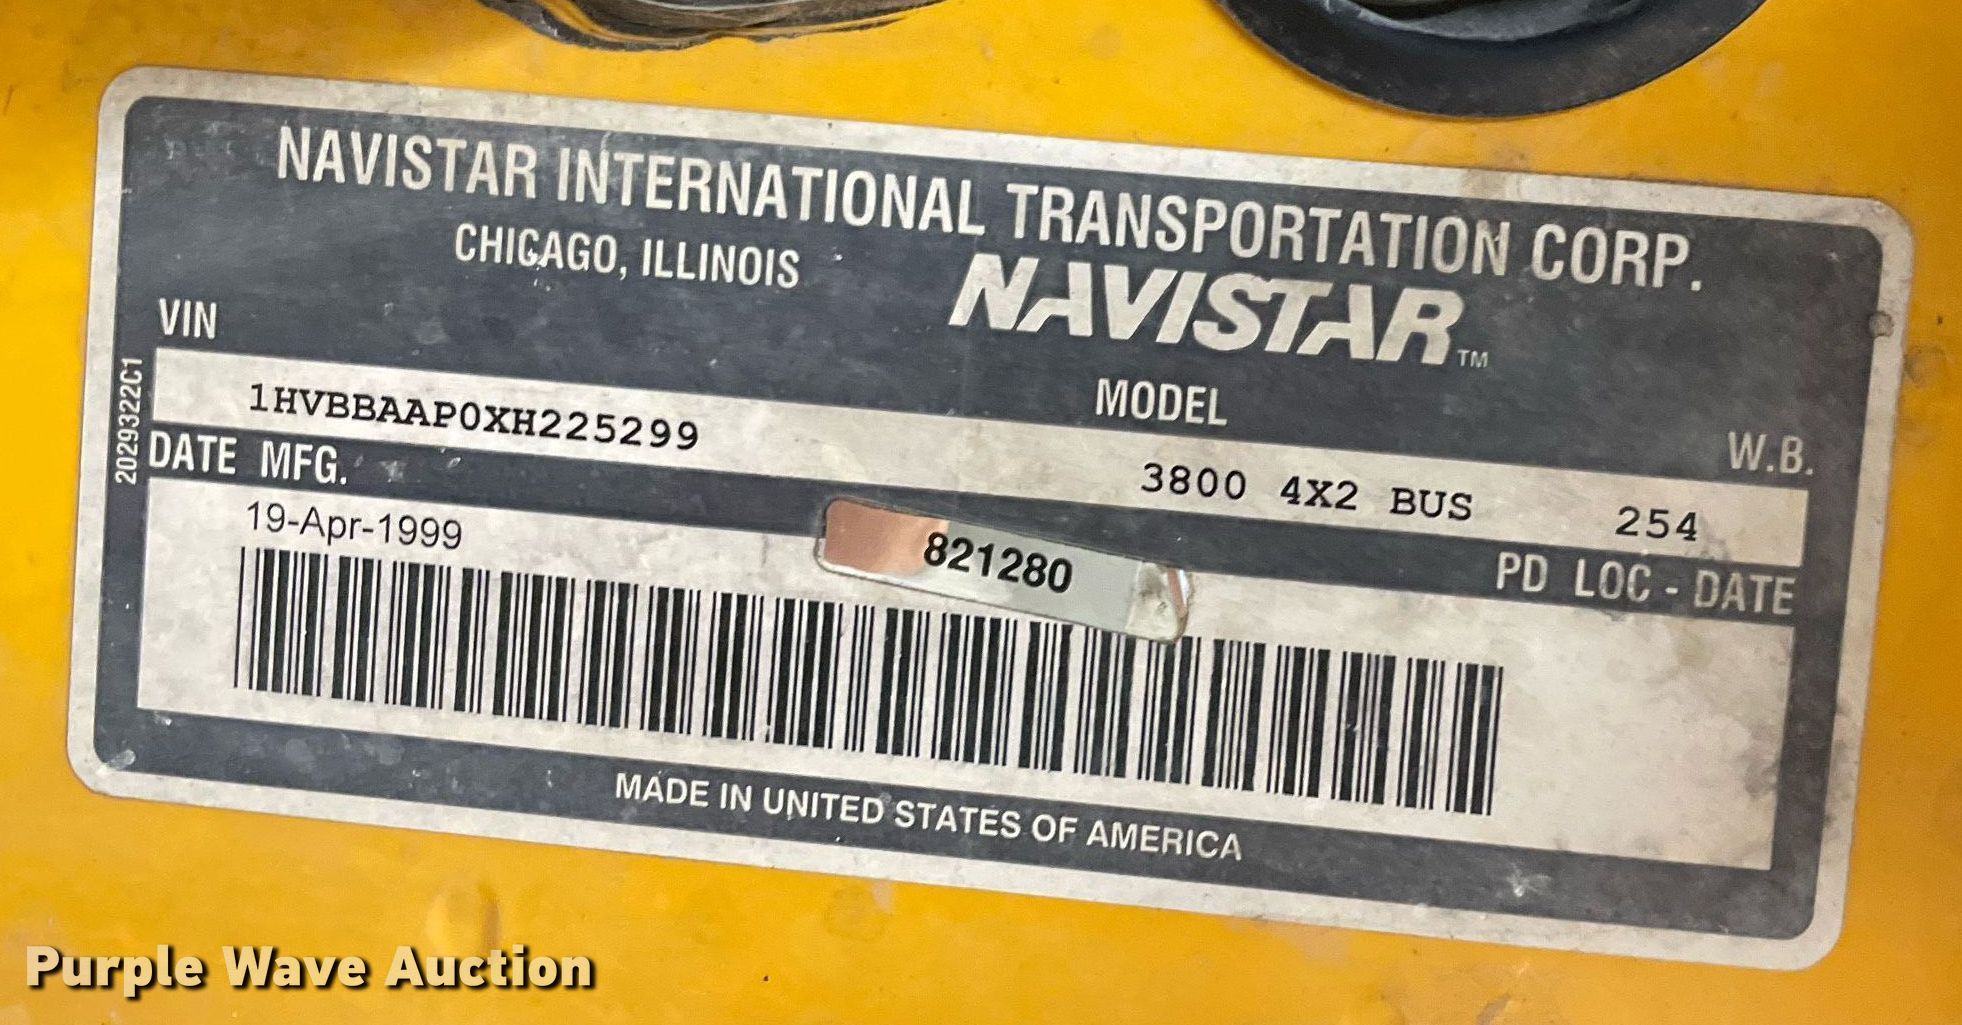 NAVISTAR INTERNATIONAL TRANSPORTATION CORP.
CHICAGO, ILLINOIS
NAVISTAR™
VIN
MODEL
W.B.
1HVBBAAP0XH225299
3800 4X2 BUS
254
2029322C1
DATE MFG.
PD LOC - DATE
19-Apr-1999
821280
MADE IN UNITED STATES OF AMERICA
Purple Wave Auction